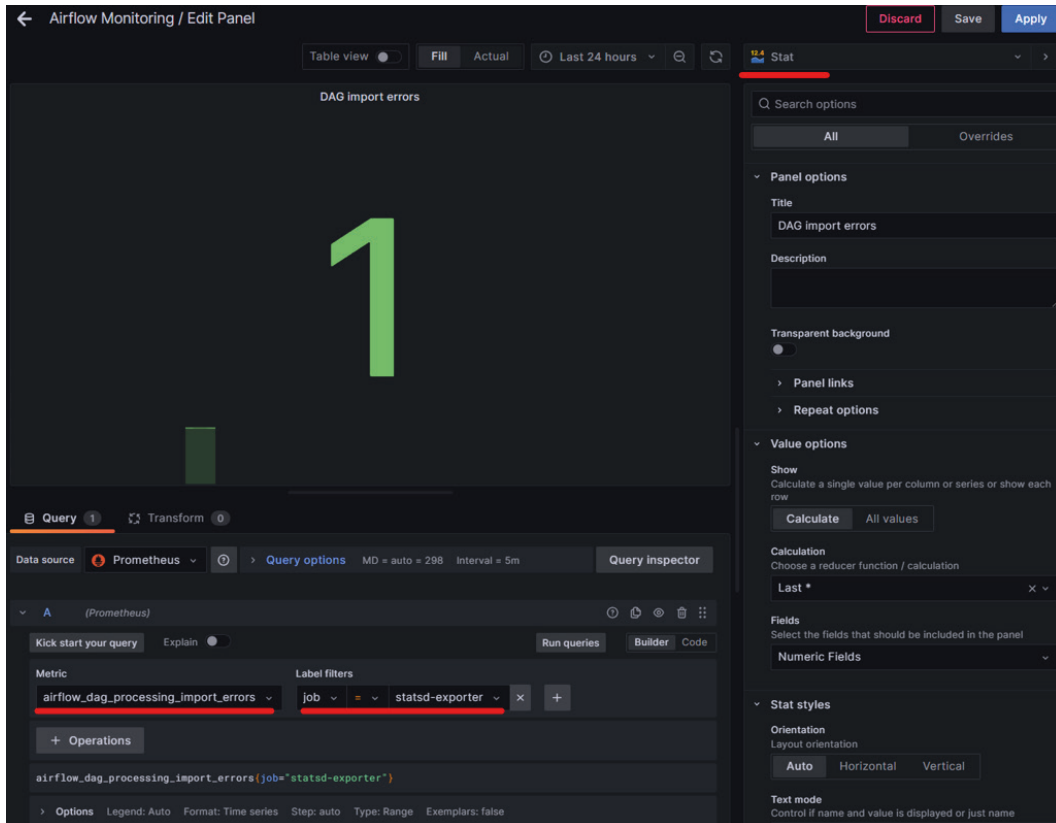 Airflow Monitoring / Edit Panel
Discard Save Apply
Table view Fill Actual Last 24 hours
12.4 Stat
DAG import errors
1
Search options
All Overrides
Panel options
Title
DAG import errors
Description
Transparent background
Panel links
Repeat options
Value options
Show
Calculate a single value per column or series or show each
row
Calculate All values
Calculation
Choose a reducer function / calculation
Last *
Fields
Select the fields that should be included in the panel
Numeric Fields
Stat styles
Orientation
Layout orientation
Auto Horizontal Vertical
Text mode
Control if name and value is displayed or just name
Query 1 Transform 0
Data source Prometheus Query options MD = auto = 298 Interval = 5m Query inspector
A (Prometheus)
Kick start your query Explain Run queries Builder Code
Metric Label filters
airflow_dag_processing_import_errors job = statsd-exporter
+ Operations
airflow_dag_processing_import_errors{job="statsd-exporter"}
Options Legend: Auto Format: Time series Step: auto Type: Range Exemplars: false